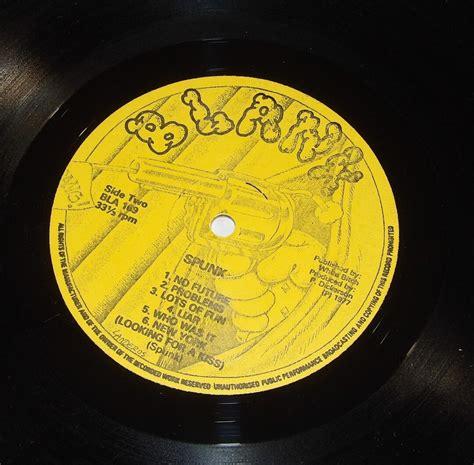 BLANK
Side Two
BLA 169
33⅓ rpm
SPUNK
1. NO FUTURE
2. PROBLEMS
3. LOTS OF FUN
4. LIAR
5. WHO WAS IT
6. NEW YORK
(LOOKING FOR A KISS)
(Spunk)
Published by:
White Bitch
Produced by:
P. Dickerson
(P) 1977
ALL RIGHTS OF THE MANUFACTURER AND OF THE OWNER OF THE RECORDED WORK RESERVED UNAUTHORISED PUBLIC PERFORMANCE BROADCASTING AND COPYING OF THIS RECORD PROHIBITED